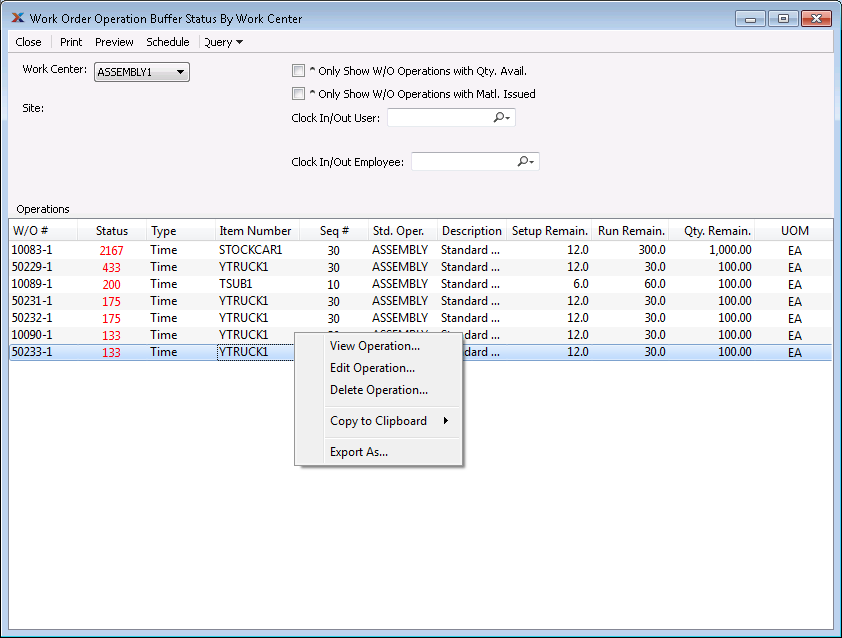 Work Order Operation Buffer Status By Work Center
Close Print Preview Schedule Query
Work Center: ASSEMBLY1
^ Only Show W/O Operations with Qty. Avail.
^ Only Show W/O Operations with Matl. Issued
Site:
Clock In/Out User:
Clock In/Out Employee:
Operations
W/O # Status Type Item Number Seq # Std. Oper. Description Setup Remain. Run Remain. Qty. Remain. UOM
10083-1 2167 Time STOCKCAR1 30 ASSEMBLY Standard ... 12.0 300.0 1,000.00 EA
50229-1 433 Time YTRUCK1 30 ASSEMBLY Standard ... 12.0 30.0 100.00 EA
10089-1 200 Time TSUB1 10 ASSEMBLY Standard ... 6.0 60.0 100.00 EA
50231-1 175 Time YTRUCK1 30 ASSEMBLY Standard ... 12.0 30.0 100.00 EA
50232-1 175 Time YTRUCK1 30 ASSEMBLY Standard ... 12.0 30.0 100.00 EA
10090-1 133 Time YTRUCK1 30 ASSEMBLY Standard ... 12.0 30.0 100.00 EA
50233-1 133 Time YTRUCK1 dard ... 12.0 30.0 100.00 EA
View Operation...
Edit Operation...
Delete Operation...
Copy to Clipboard
Export As...